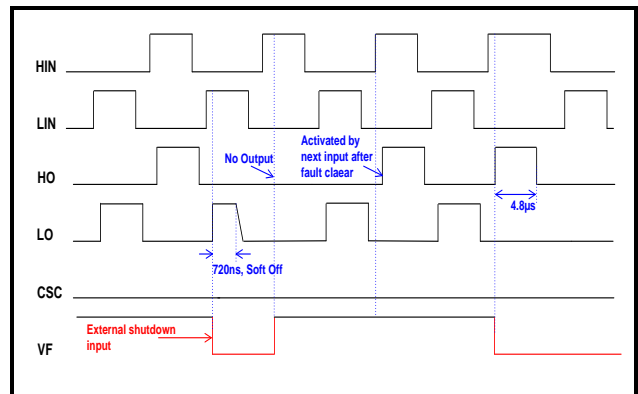 HIN
LIN
No Output
Activated by
next input after
fault claear
HO
4.8µs
LO
720ns, Soft Off
CSC
External shutdown
input
VF